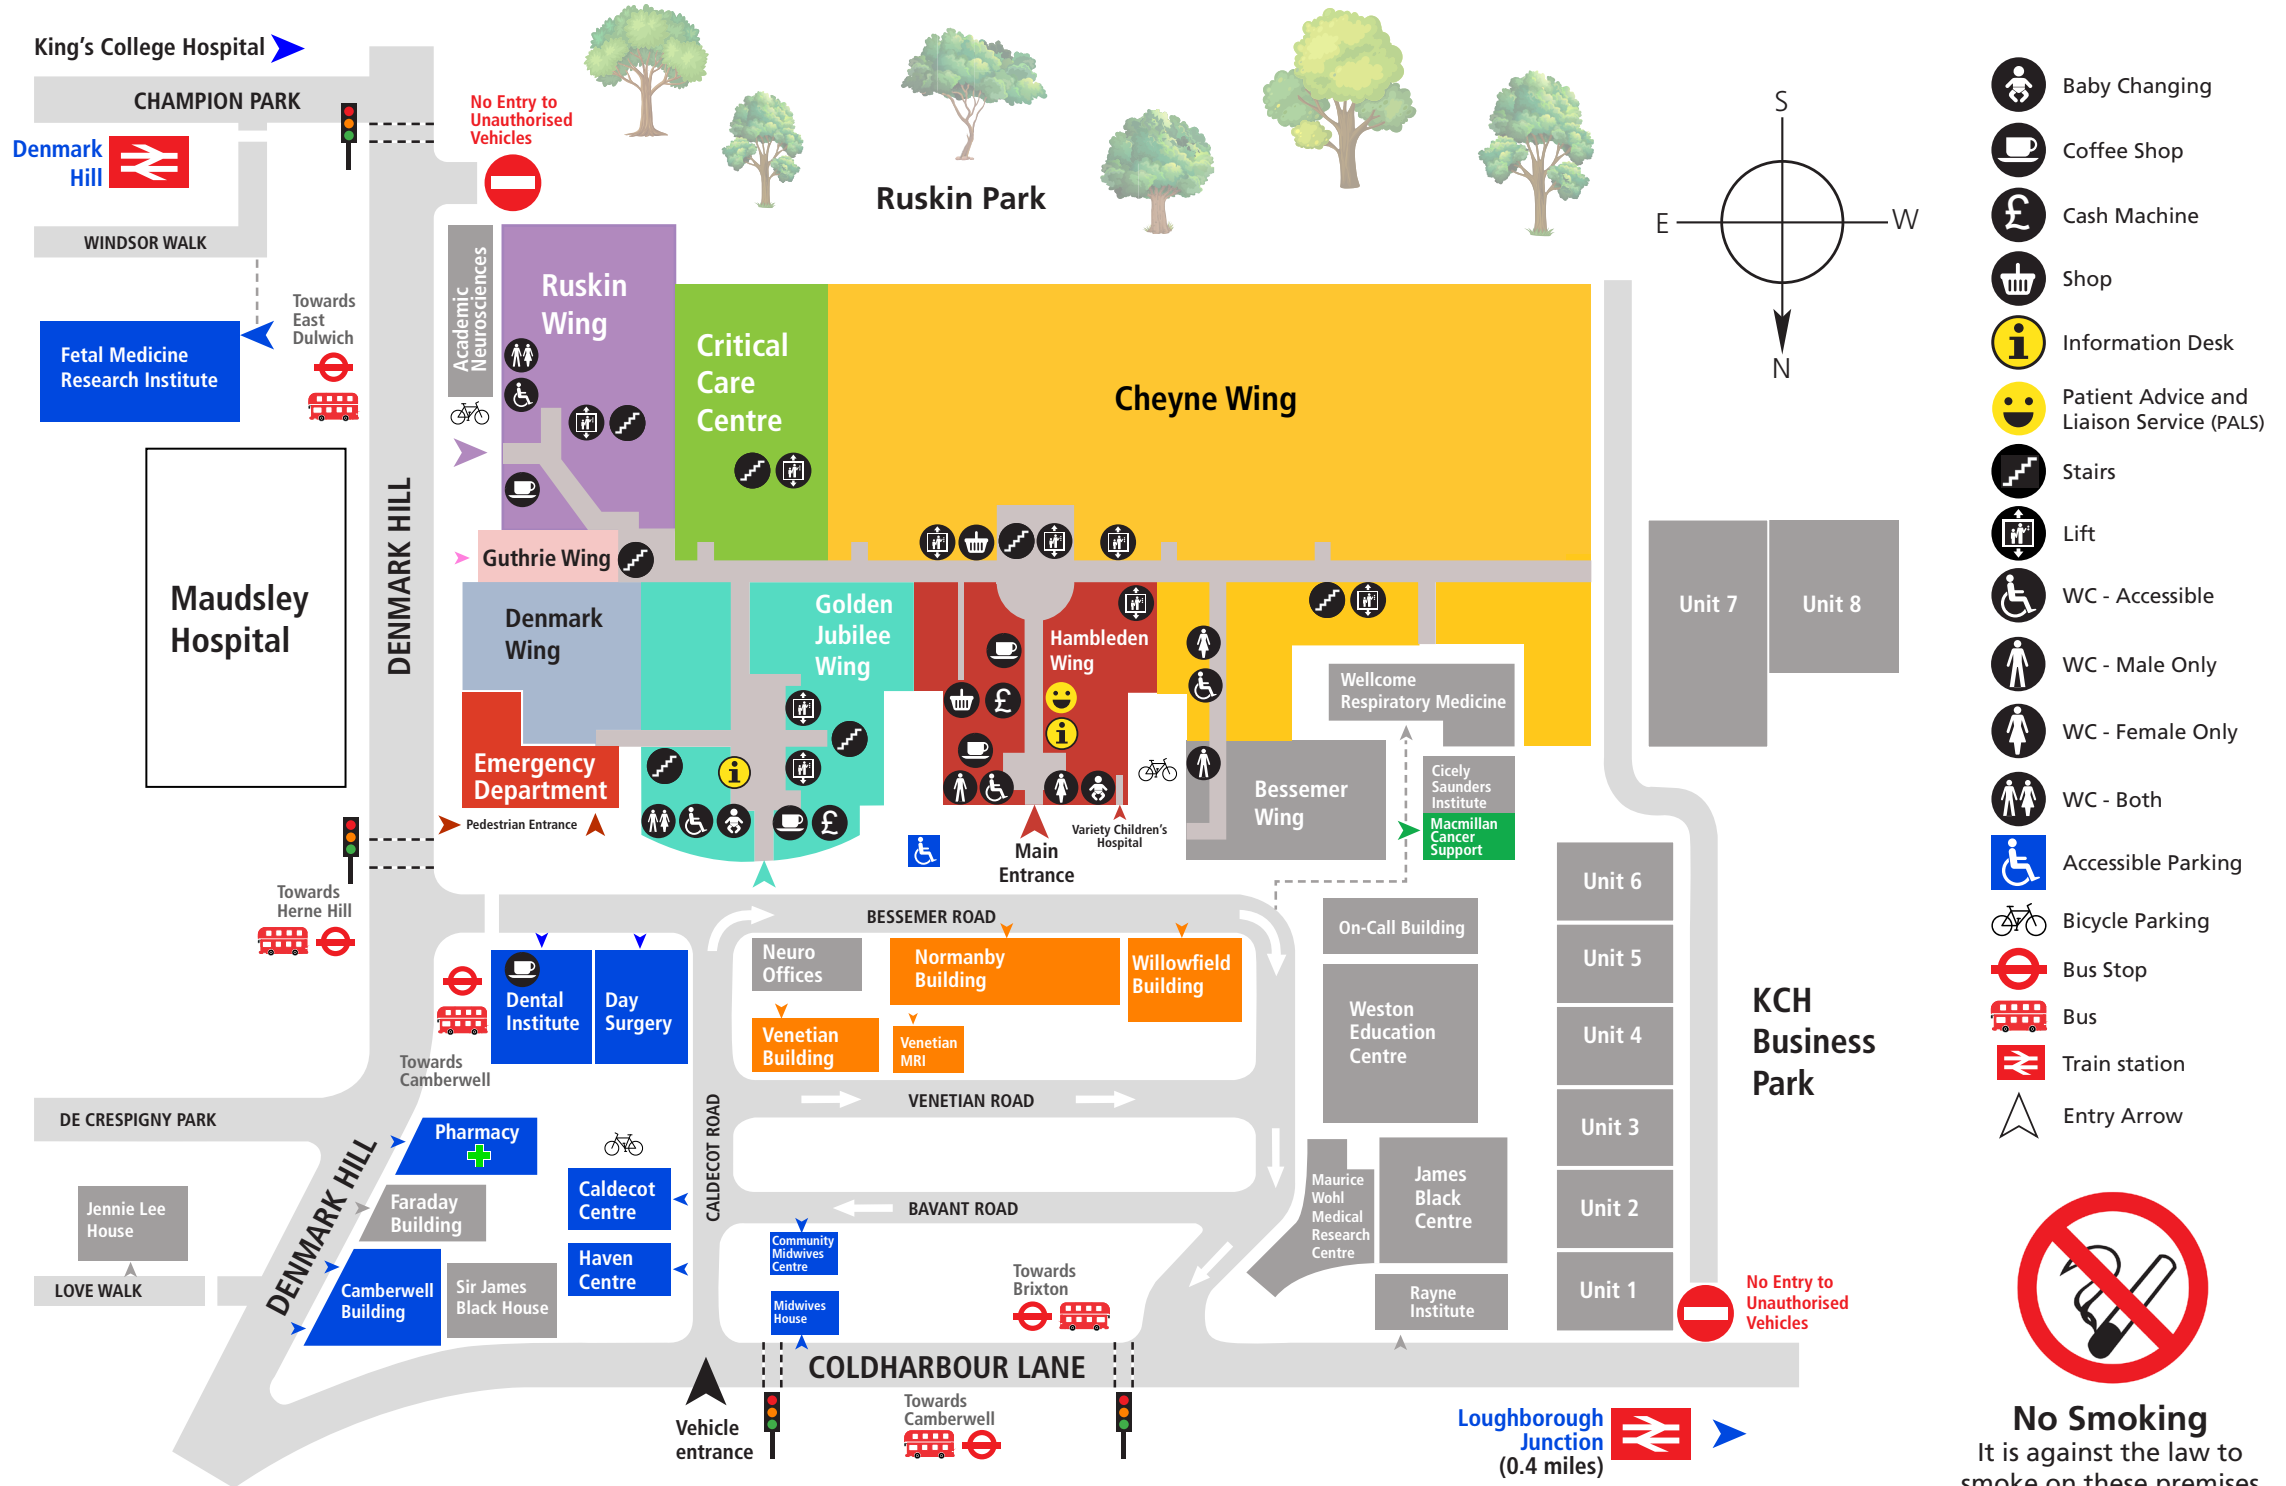 King's College Hospital
CHAMPION PARK
Denmark
Hill
WINDSOR WALK
No Entry to
Unauthorised
Vehicles
Ruskin Park
S
E
W
N
Towards
East
Dulwich
Fetal Medicine
Research Institute
Maudsley
Hospital
DENMARK HILL
Academic
Neurosciences
Ruskin
Wing
Critical
Care
Centre
Cheyne Wing
Guthrie Wing
Denmark
Wing
Golden
Jubilee
Wing
Hambleden
Wing
Emergency
Department
Pedestrian Entrance
Main
Entrance
Variety Children's
Hospital
Bessemer
Wing
Wellcome
Respiratory Medicine
Cicely
Saunders
Institute
Macmillan
Cancer
Support
Unit 7
Unit 8
Towards
Herne Hill
BESSEMER ROAD
Dental
Institute
Day
Surgery
Neuro
Offices
Normanby
Building
Willowfield
Building
Venetian
Building
Venetian
MRI
On-Call Building
Weston
Education
Centre
Unit 6
Unit 5
Unit 4
Unit 3
Unit 2
Unit 1
KCH
Business
Park
Towards
Camberwell
DE CRESPIGNY PARK
VENETIAN ROAD
CALDECOT ROAD
Pharmacy
DENMARK HILL
Faraday
Building
Caldecot
Centre
Jennie Lee
House
BAVANT ROAD
Maurice
Wohl
Medical
Research
Centre
James
Black
Centre
Haven
Centre
Community
Midwives
Centre
Midwives
House
LOVE WALK
Camberwell
Building
Sir James
Black House
Towards
Brixton
Rayne
Institute
No Entry to
Unauthorised
Vehicles
COLDHARBOUR LANE
Vehicle
entrance
Towards
Camberwell
Loughborough
Junction
(0.4 miles)
Baby Changing
Coffee Shop
£
Cash Machine
Shop
i
Information Desk
Patient Advice and
Liaison Service (PALS)
Stairs
Lift
WC - Accessible
WC - Male Only
WC - Female Only
WC - Both
Accessible Parking
Bicycle Parking
Bus Stop
Bus
Train station
Entry Arrow
No Smoking
It is against the law to
smoke on these premises